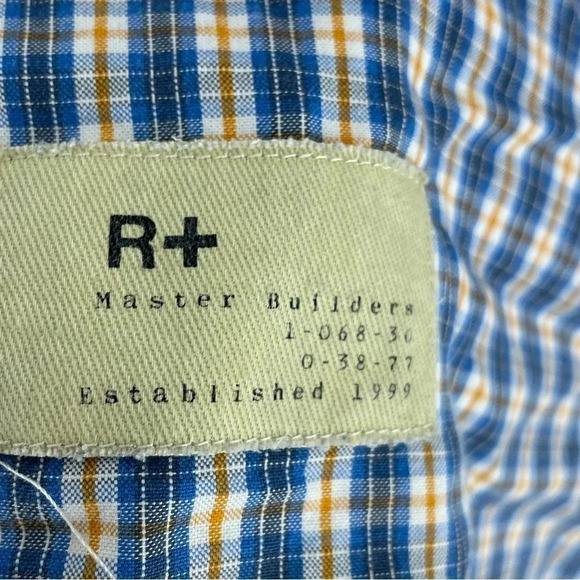 R+
Master Builders
1-068-30
0-38-77
Established 1999